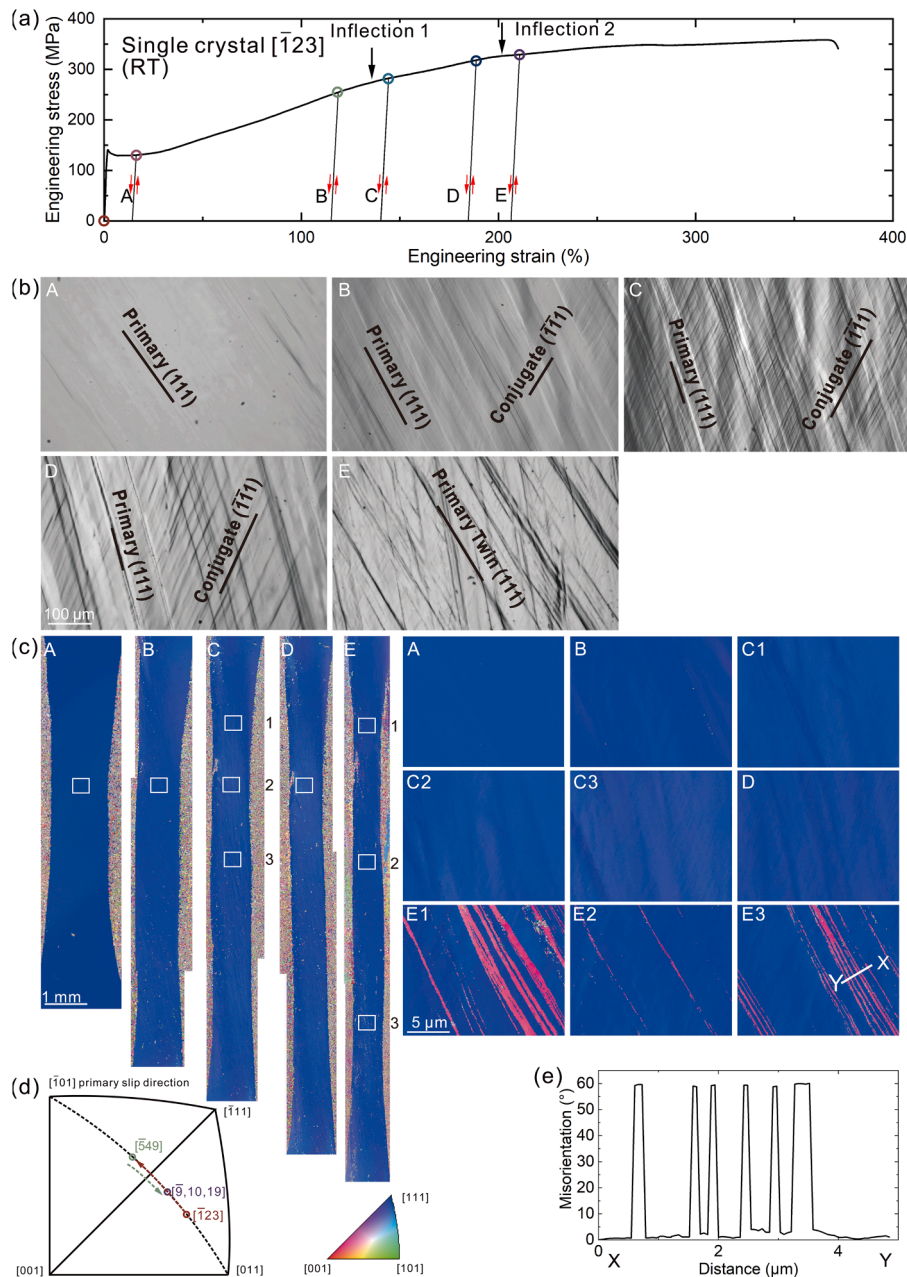 (a)
400
300
200
100
0
Engineering stress (MPa)
Single crystal [1̅23]
(RT)
Inflection 1
Inflection 2
A
B
C
D
E
0
100
200
300
400
Engineering strain (%)
(b)
A
Primary (111)
B
Primary (111)
Conjugate (1̅1̅1)
C
Primary (111)
Conjugate (1̅1̅1)
D
Primary (111)
Conjugate (1̅1̅1)
100 μm
E
Primary Twin (111)
(c)
A
B
C
D
E
1
2
3
1
2
3
1 mm
A
B
C1
C2
C3
D
E1
E2
E3
5 μm
Y
X
(d)
[1̅01] primary slip direction
[1̅11]
[5̅49]
[9̅,10,19]
[1̅23]
[001]
[011]
[111]
[001]
[101]
(e)
60
50
40
30
20
10
0
Misorientation (°)
0
2
4
X
Y
Distance (μm)